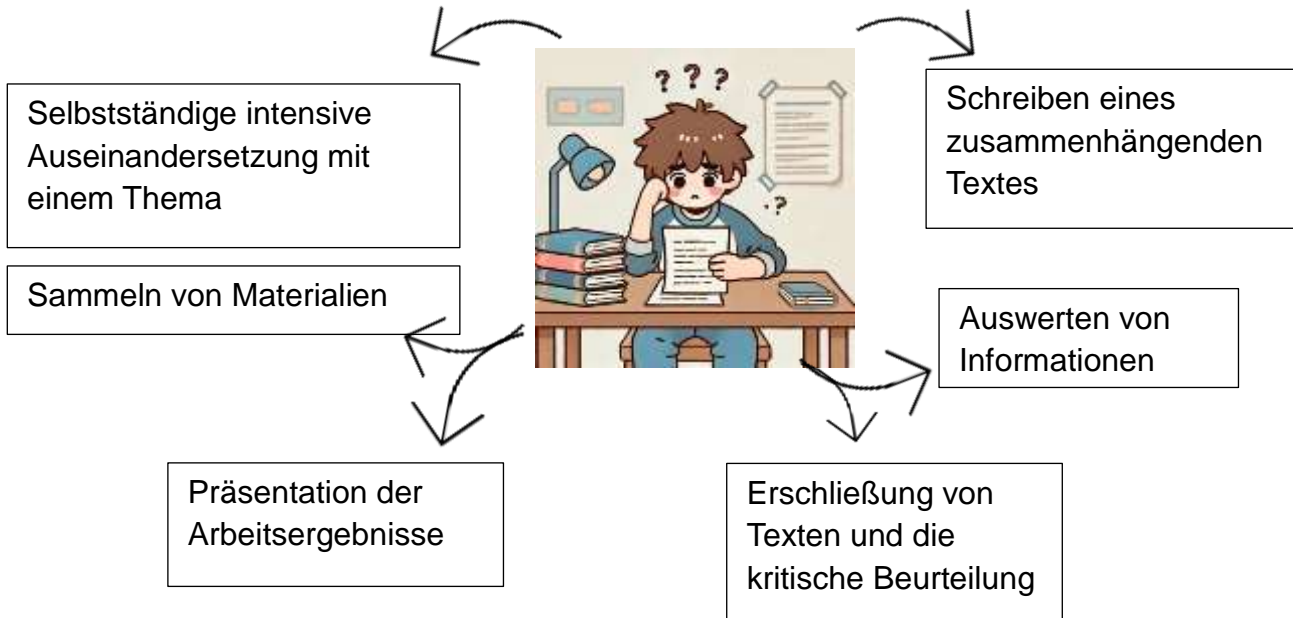 Selbstständige intensive
Auseinandersetzung mit
einem Thema
Sammeln von Materialien
Präsentation der
Arbeitsergebnisse
? ? ?
?
Schreiben eines
zusammenhängenden
Textes
Auswerten von
Informationen
Erschließung von
Texten und die
kritische Beurteilung